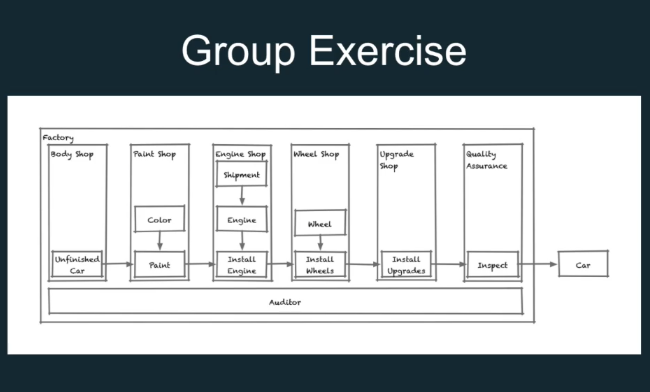 Group Exercise
Factory
Body Shop
Paint Shop
Engine Shop
Wheel Shop
Upgrade
Shop
Quality
Assurance
Shipment
Color
Engine
Wheel
Unfinished
Car
Paint
Install
Engine
Install
Wheels
Install
Upgrades
Inspect
Car
Auditor